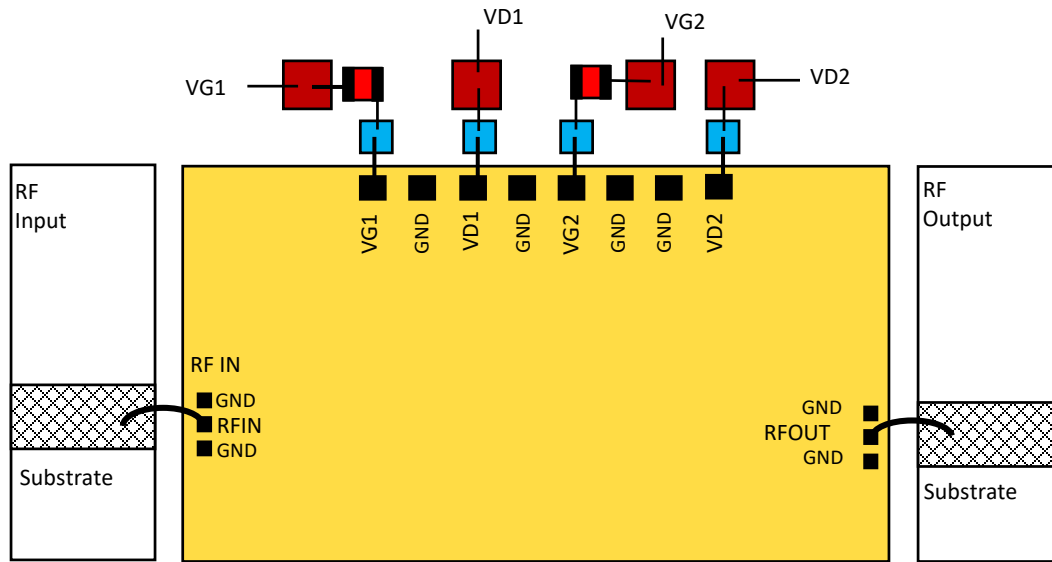 VD1
VG2
VG1
VD2
RF
Input
RF
Output
VG1
GND
VD1
GND
VG2
GND
GND
VD2
RF IN
GND
RFIN
GND
GND
RFOUT
GND
Substrate
Substrate